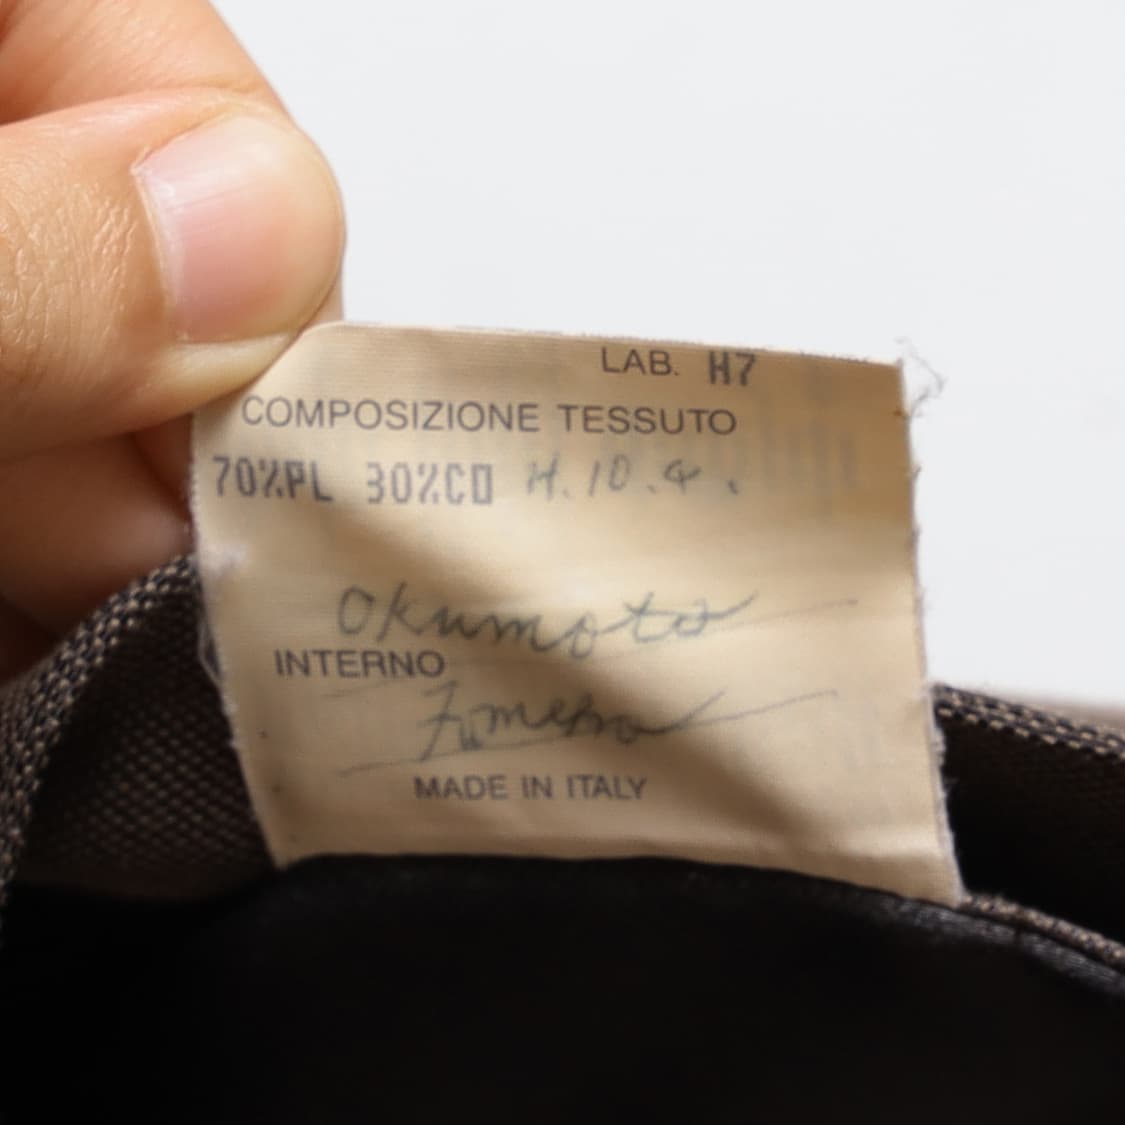 LAB. H7
COMPOSIZIONE TESSUTO
70%PL 30%CO H.10.4.
Okumoto
INTERNO
MADE IN ITALY